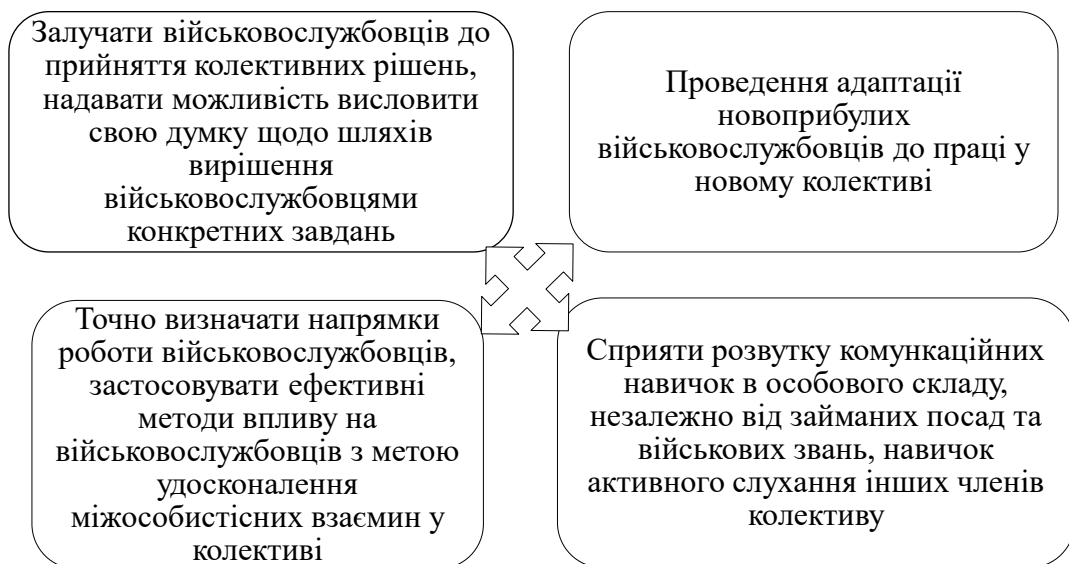 Залучати військовослужбовців до
прийняття колективних рішень,
надавати можливість висловити
свою думку щодо шляхів
вирішення
військовослужбовцями
конкретних завдань
Проведення адаптації
новоприбулих
військовослужбовців до праці у
новому колективі
Точно визначати напрямки
роботи військовослужбовців,
застосовувати ефективні
методи впливу на
військовослужбовців з метою
удосконалення
міжособистісних взаємин у
колективі
Сприяти розвутку комункаційних
навичок в особового складу,
незалежно від займаних посад та
військових звань, навичок
активного слухання інших членів
колективу